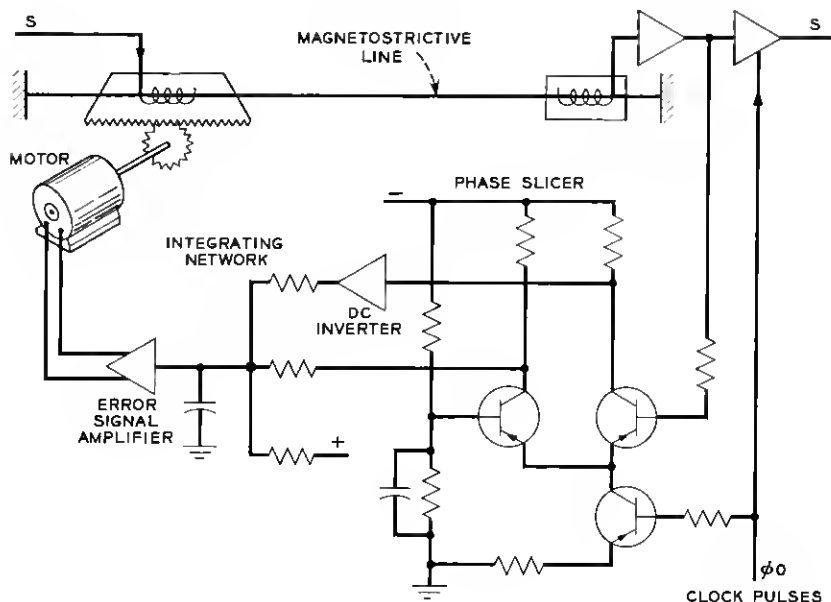 S
S
MAGNETOSTRICTIVE
LINE
MOTOR
−
PHASE SLICER
INTEGRATING
NETWORK
DC
INVERTER
ERROR
SIGNAL
AMPLIFIER
+
φ0
CLOCK PULSES